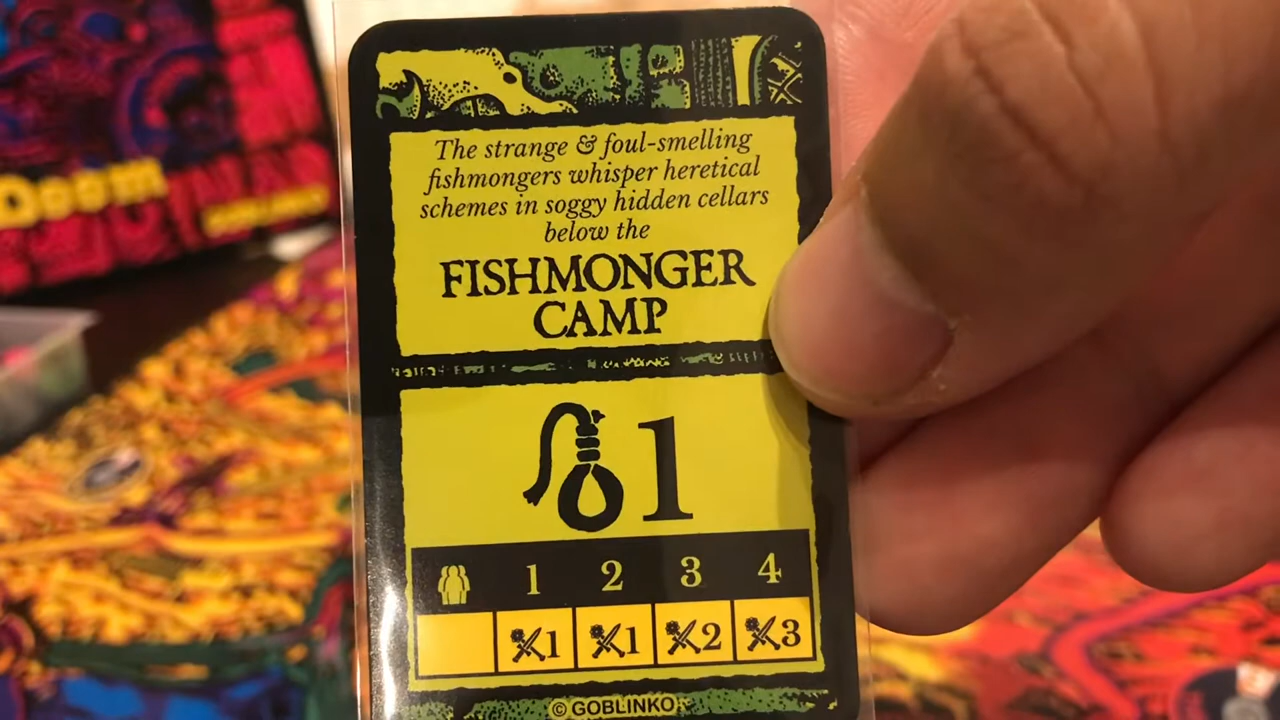 Doom
The strange & foul-smelling
fishmongers whisper heretical
schemes in soggy hidden cellars
below the
FISHMONGER
CAMP
1
1 2 3 4
1 1 2 3
© GOBLINKO